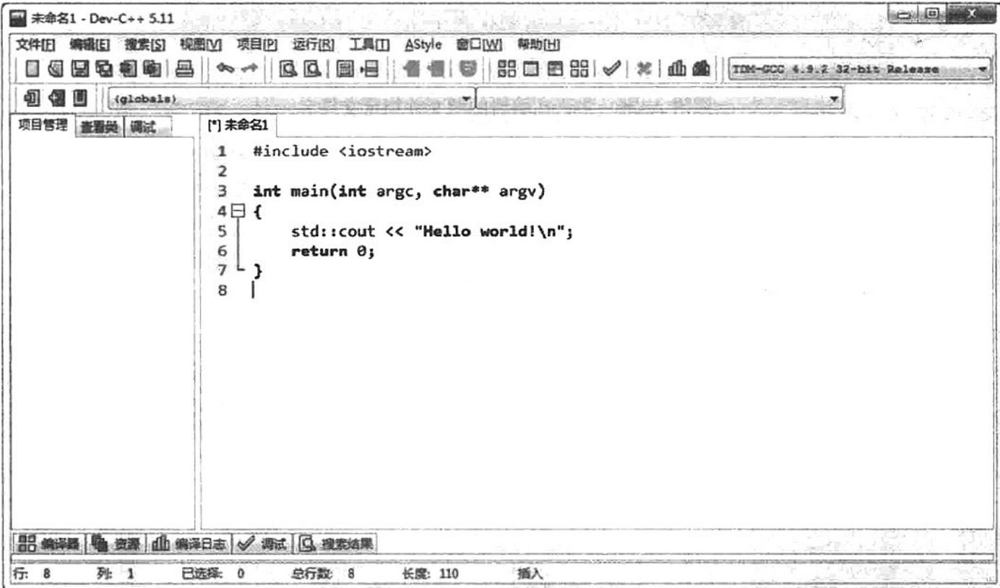 未命名1 - Dev-C++ 5.11
文件[F] 编辑[E] 搜索[S] 视图[V] 项目[P] 运行[R] 工具[T] AStyle 窗口[W] 帮助[H]
TDM-GCC 4.9.2 32-bit Release
(globals)
项目管理 查看类 调试 [*] 未命名1
1 #include <iostream>
2
3 int main(int argc, char** argv)
4 {
5 std::cout << "Hello world!\n";
6 return 0;
7 }
8
编译器 资源 编译日志 调试 搜索结果
行: 8 列: 1 已选择: 0 总行数: 8 长度: 110 插入